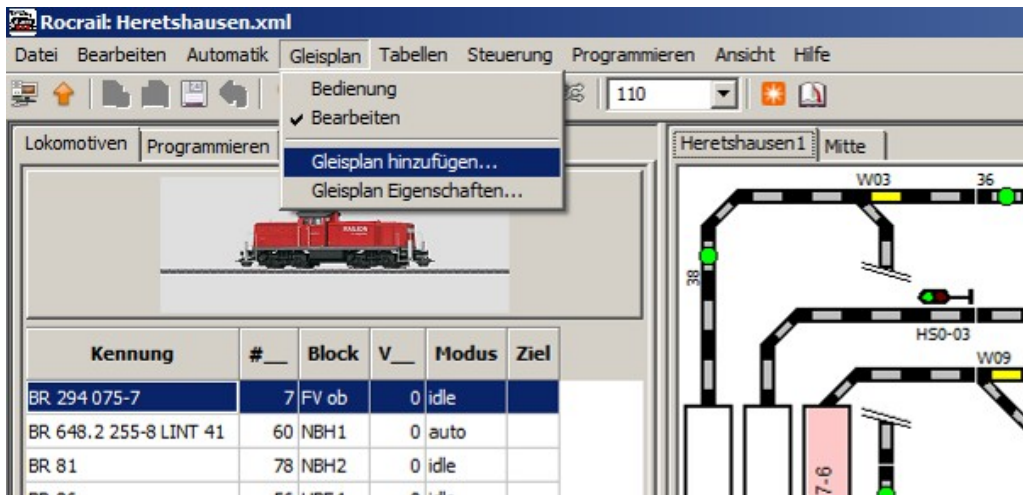 Rocrail: Heretshausen.xml
Datei Bearbeiten Automatik Gleisplan Tabellen Steuerung Programmieren Ansicht Hilfe
Bedienung
110
Bearbeiten
Lokomotiven Programmieren
Heretshausen1 Mitte
Gleisplan hinzufügen...
Gleisplan Eigenschaften...
W03 36
RAILION
38
HS0-03
W09
Kennung #__ Block V__ Modus Ziel
BR 294 075-7 7 FV ob 0 idle
BR 648.2 255-8 LINT 41 60 NBH1 0 auto
BR 81 78 NBH2 0 idle
7-6